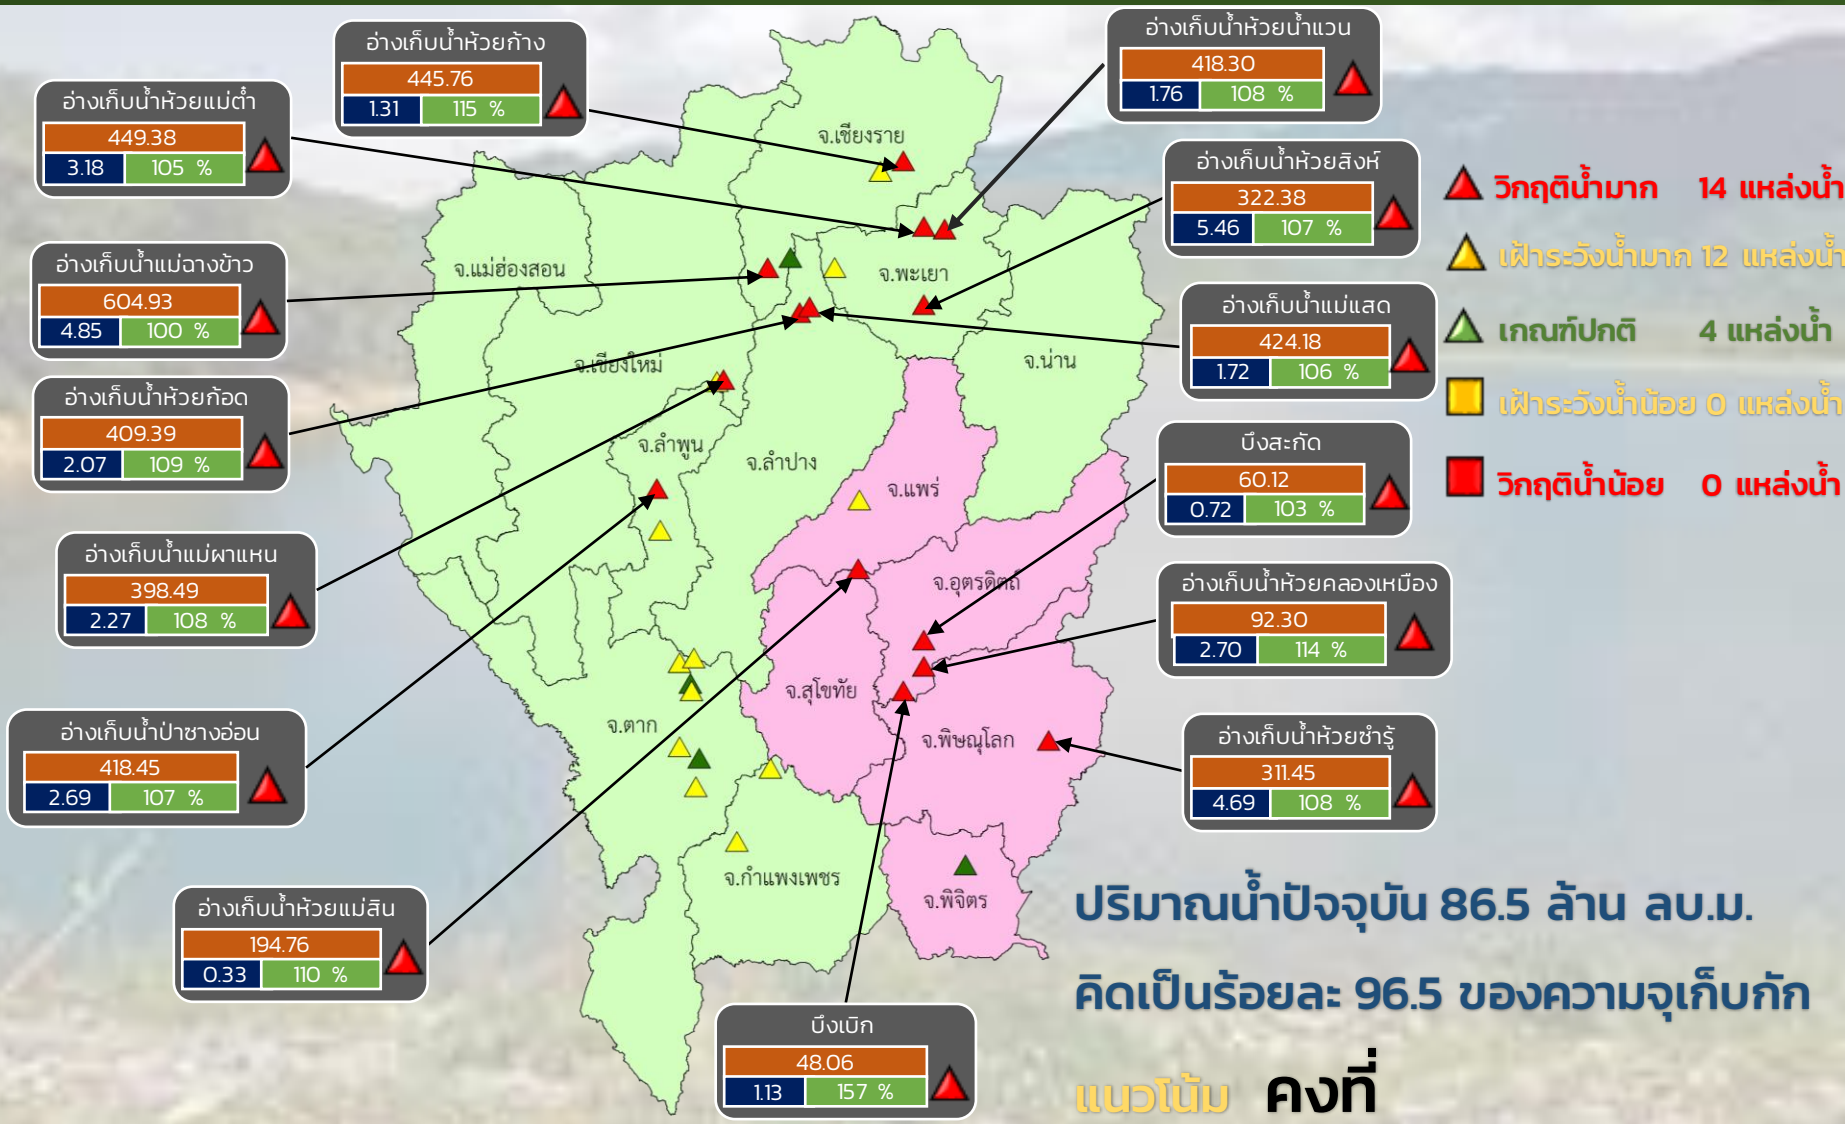 อ่างเก็บน้ำห้วยก้าง
445.76
1.31 115 %
อ่างเก็บน้ำห้วยน้ำแวน
418.30
1.76 108 %
อ่างเก็บน้ำห้วยแม่ต๋ำ
449.38
3.18 105 %
อ่างเก็บน้ำห้วยสิงห์
322.38
5.46 107 %
อ่างเก็บน้ำแม่ฉางข้าว
604.93
4.85 100 %
อ่างเก็บน้ำแม่แสด
424.18
1.72 106 %
อ่างเก็บน้ำห้วยก้อด
409.39
2.07 109 %
บึงสะกัด
60.12
0.72 103 %
อ่างเก็บน้ำแม่ผาแหน
398.49
2.27 108 %
อ่างเก็บน้ำห้วยคลองเหมือง
92.30
2.70 114 %
อ่างเก็บน้ำป่าซางอ่อน
418.45
2.69 107 %
อ่างเก็บน้ำห้วยซำรู้
311.45
4.69 108 %
อ่างเก็บน้ำห้วยแม่สิน
194.76
0.33 110 %
บึงเบิก
48.06
1.13 157 %
จ.เชียงราย
จ.แม่ฮ่องสอน
จ.พะเยา
จ.เชียงใหม่
จ.น่าน
จ.ลำพูน
จ.ลำปาง
จ.แพร่
จ.อุตรดิตถ์
จ.สุโขทัย
จ.ตาก
จ.พิษณุโลก
จ.กำแพงเพชร
จ.พิจิตร
วิกฤติน้ำมาก 14 แหล่งน้ำ
เฝ้าระวังน้ำมาก 12 แหล่งน้ำ
เกณฑ์ปกติ 4 แหล่งน้ำ
เฝ้าระวังน้ำน้อย 0 แหล่งน้ำ
วิกฤติน้ำน้อย 0 แหล่งน้ำ
ปริมาณน้ำปัจจุบัน 86.5 ล้าน ลบ.ม.
คิดเป็นร้อยละ 96.5 ของความจุเก็บกัก
แนวโน้ม คงที่